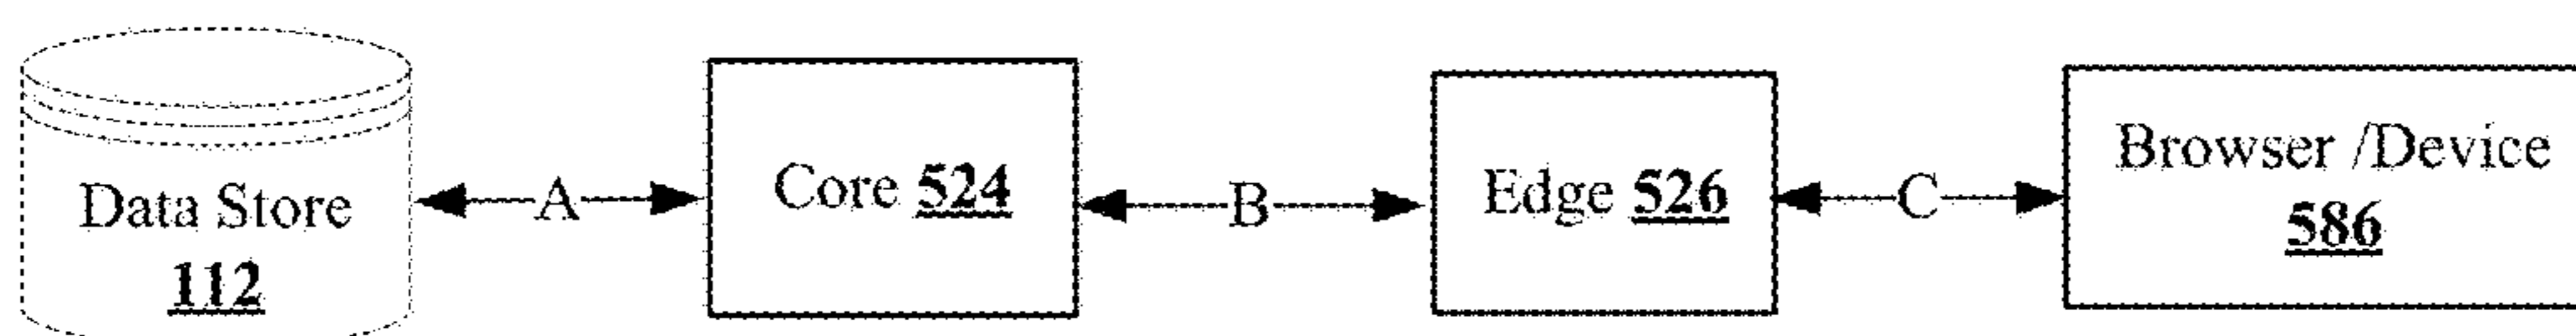 Data Store
112
A
Core 524
B
Edge 526
C
Browser /Device
586